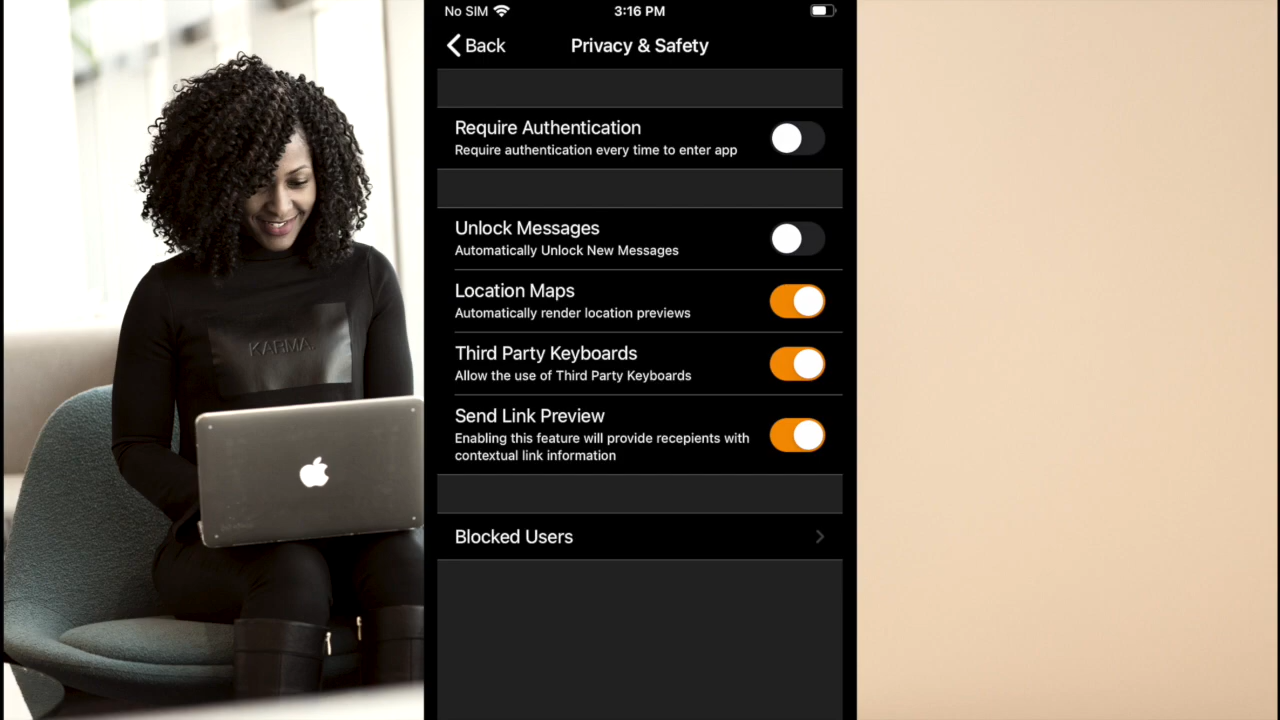 KARMA.
No SIM
3:16 PM
Back
Privacy & Safety
Require Authentication
Require authentication every time to enter app
Unlock Messages
Automatically Unlock New Messages
Location Maps
Automatically render location previews
Third Party Keyboards
Allow the use of Third Party Keyboards
Send Link Preview
Enabling this feature will provide recepients with
contextual link information
Blocked Users